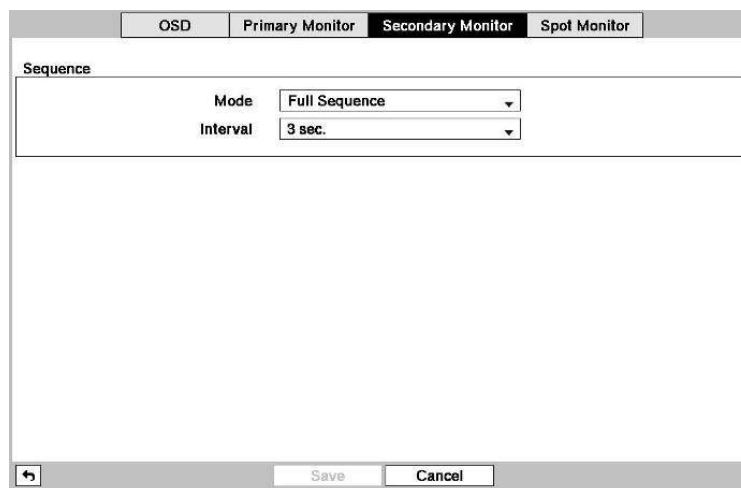 OSD Primary Monitor Secondary Monitor Spot Monitor
Sequence
Mode Full Sequence
Interval 3 sec.
Save Cancel